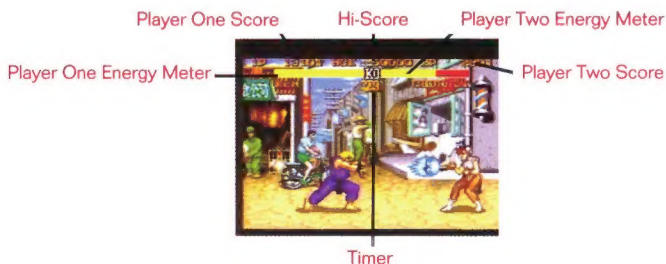 Player One Score
Hi-Score
Player Two Energy Meter
Player One Energy Meter
KO
Player Two Score
Timer